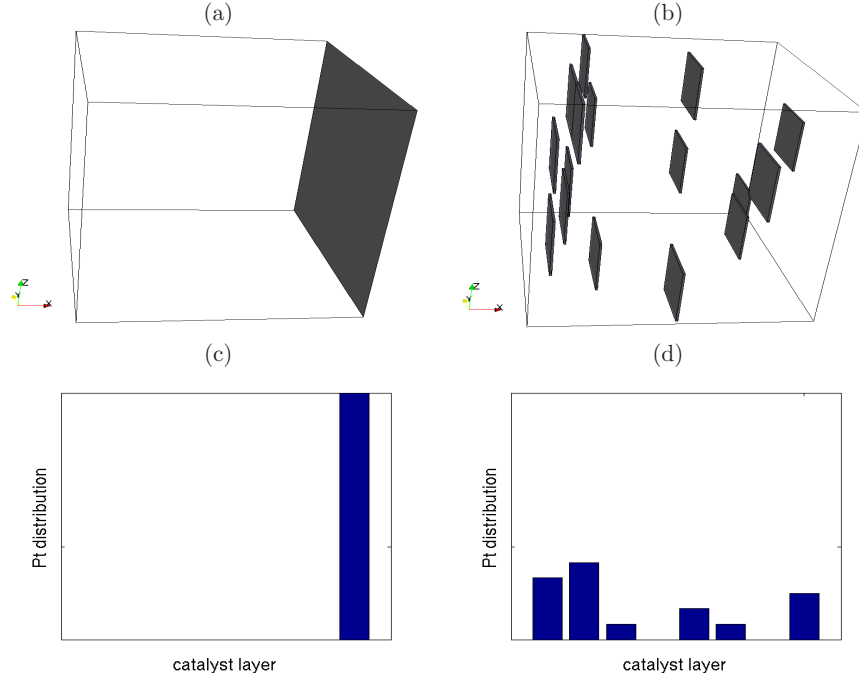 (a)
(b)
Z
Y
X
Z
Y
X
(c)
(d)
Pt distribution
catalyst layer
Pt distribution
catalyst layer